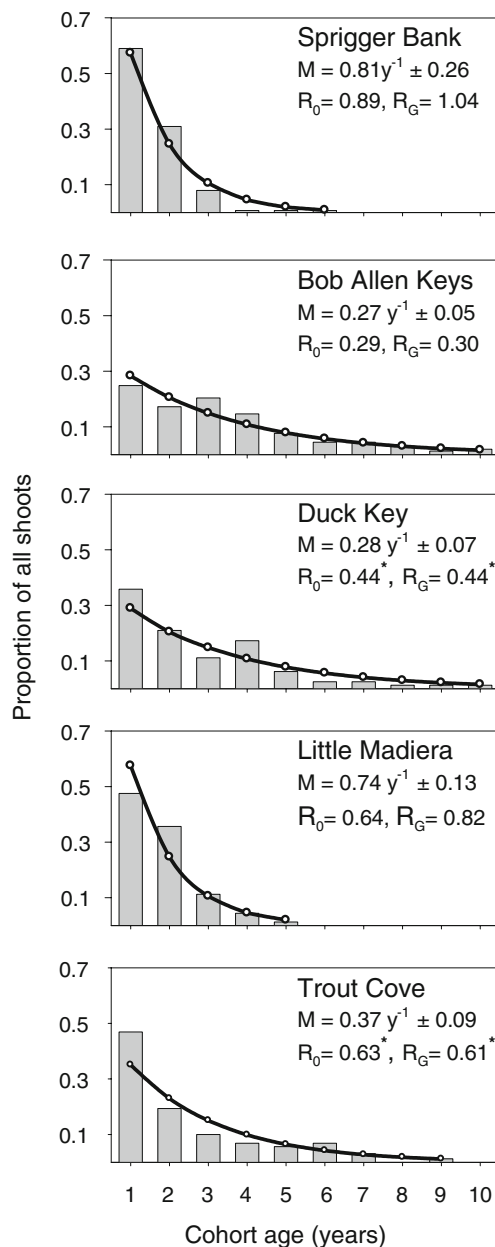 Proportion of all shoots
0.7
0.5
0.3
0.1
Sprigger Bank
M = 0.81y⁻¹ ± 0.26
R₀= 0.89, R_G= 1.04
0.7
0.5
0.3
0.1
Bob Allen Keys
M = 0.27 y⁻¹ ± 0.05
R₀= 0.29, R_G= 0.30
0.7
0.5
0.3
0.1
Duck Key
M = 0.28 y⁻¹ ± 0.07
R₀= 0.44*, R_G= 0.44*
0.7
0.5
0.3
0.1
Little Madiera
M = 0.74 y⁻¹ ± 0.13
R₀= 0.64, R_G= 0.82
0.7
0.5
0.3
0.1
Trout Cove
M = 0.37 y⁻¹ ± 0.09
R₀= 0.63*, R_G= 0.61*
1 2 3 4 5 6 7 8 9 10
Cohort age (years)